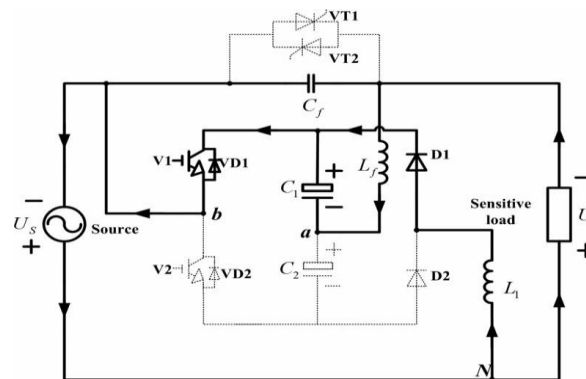 VT1
VT2
C_f
V1
VD1
C_1
+
−
L_f
D1
−
U_S
+
Source
b
a
Sensitive
load
−
U
+
V2
VD2
C_2
+
−
D2
L_1
N